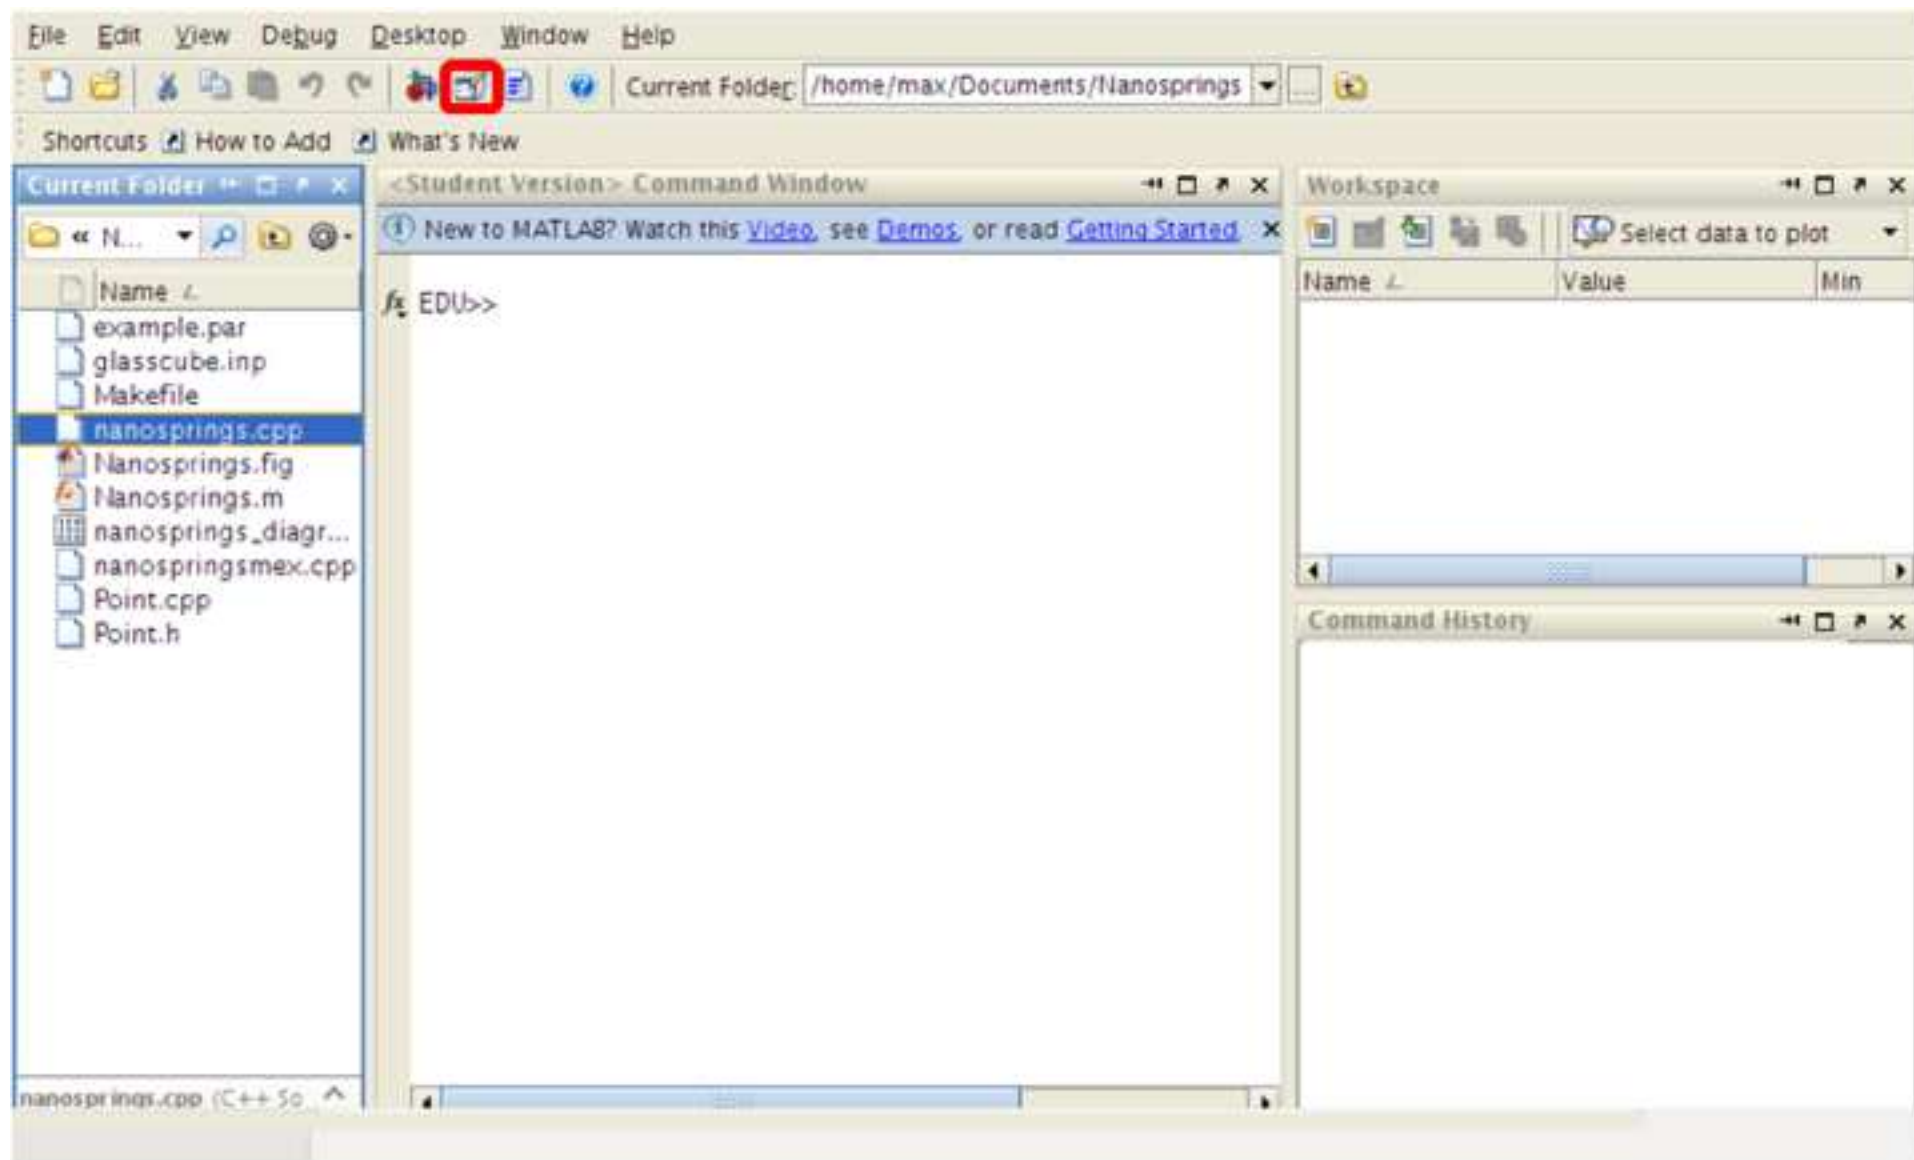 File Edit View Debug Desktop Window Help
Current Folder: /home/max/Documents/Nanosprings
Shortcuts How to Add What's New
Current Folder
« N...
Name
example.par
glasscube.inp
Makefile
nanosprings.cpp
Nanosprings.fig
Nanosprings.m
nanosprings_diagr...
nanospringsmex.cpp
Point.cpp
Point.h
nanosprings.cpp (C++ So
<Student Version> Command Window
New to MATLAB? Watch this Video, see Demos, or read Getting Started.
fx EDU>>
Workspace
Select data to plot
Name Value Min
Command History